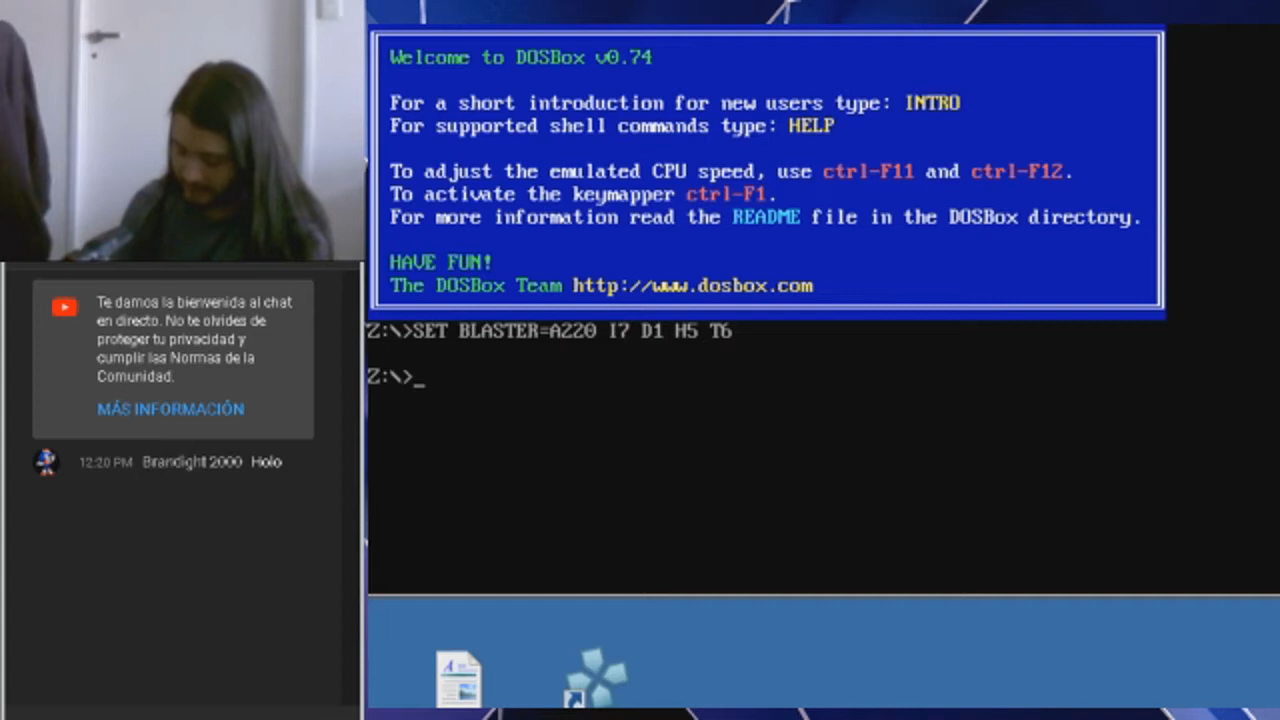 Welcome to DOSBox v0.74
For a short introduction for new users type: INTRO
For supported shell commands type: HELP
To adjust the emulated CPU speed, use ctrl-F11 and ctrl-F12.
To activate the keymapper ctrl-F1.
For more information read the README file in the DOSBox directory.
HAVE FUN!
The DOSBox Team http://www.dosbox.com
Z:\>SET BLASTER=A220 I7 D1 H5 T6
Z:\>_
Te damos la bienvenida al chat
en directo. No te olvides de
proteger tu privacidad y
cumplir las Normas de la
Comunidad.
MÁS INFORMACIÓN
12:20 PM Brandight 2000 Holo